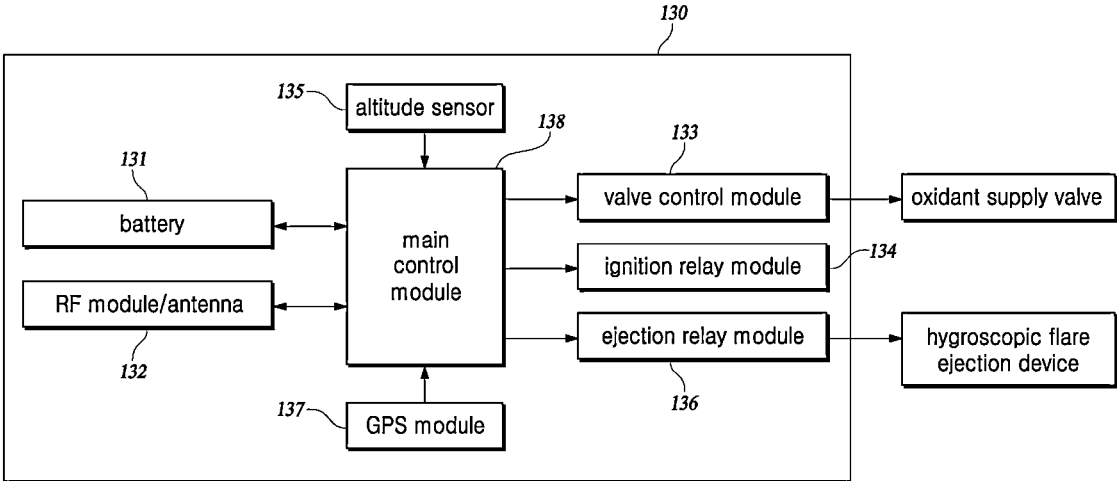 130
135
altitude sensor
138
133
131
valve control module
oxidant supply valve
battery
main
control
module
134
ignition relay module
RF module/antenna
ejection relay module
hygroscopic flare
ejection device
132
136
137
GPS module